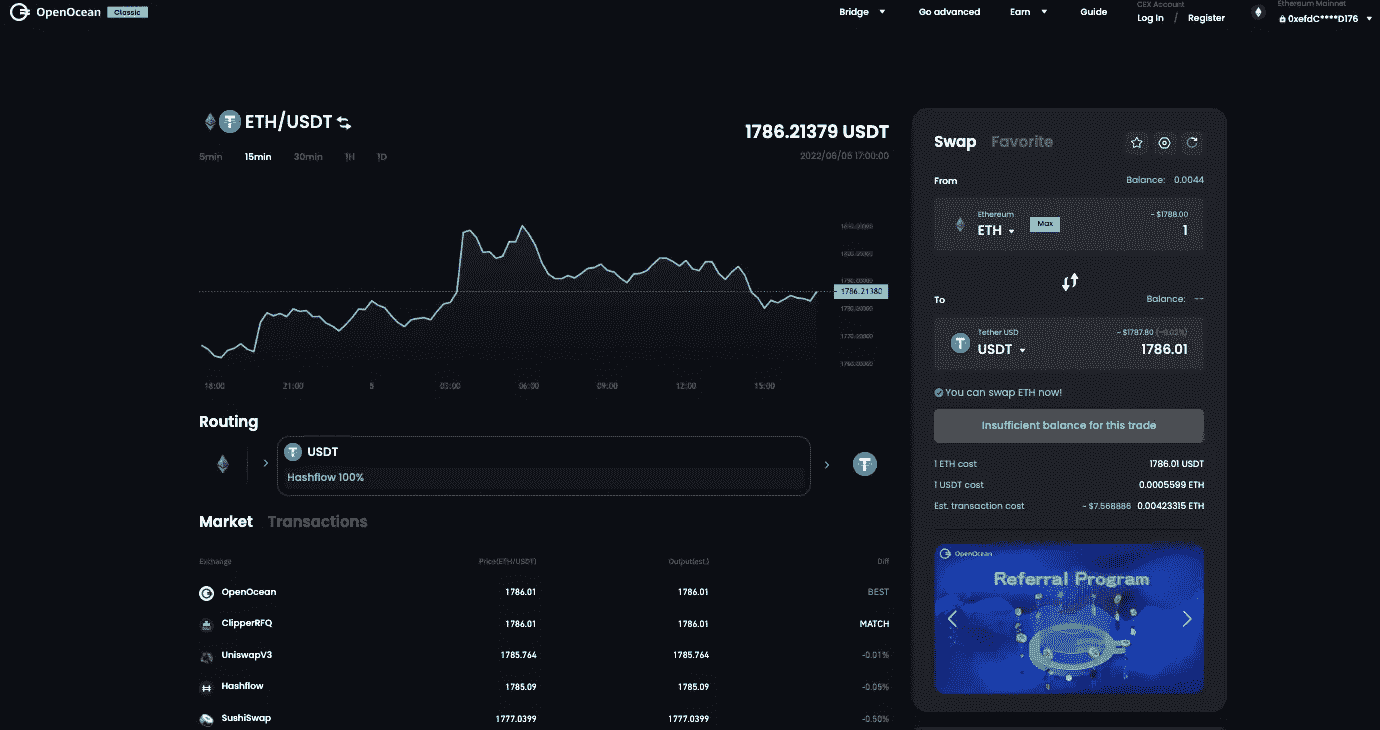 OpenOcean Classic
Bridge Go advanced Earn Guide
CEX Account
Log In / Register
Ethereum Mainnet
0xefdC****D176
ETH/USDT
1786.21379 USDT
5min 15min 30min 1H 1D
2022/06/06 17:00:00
1786.21380
18:00 21:00 03:00 06:00 09:00 12:00 15:00
Routing
USDT
Hashflow 100%
Market Transactions
Exchange Price(ETH/USDT) Output(est.) Diff
OpenOcean 1786.01 1786.01 BEST
ClipperRFQ 1786.01 1786.01 MATCH
UniswapV3 1785.764 1785.764 -0.01%
Hashflow 1785.09 1785.09 -0.05%
SushiSwap 1777.0399 1777.0399 -0.50%
Swap Favorite
From Balance: 0.0044
Ethereum ~ $1788.00
ETH Max 1
To Balance: --
Tether USD ~ $1787.80 (-0.02%)
USDT 1786.01
You can swap ETH now!
Insufficient balance for this trade
1 ETH cost 1786.01 USDT
1 USDT cost 0.0005599 ETH
Est. transaction cost ~ $7.568886 0.00423315 ETH
OpenOcean
Referral Program